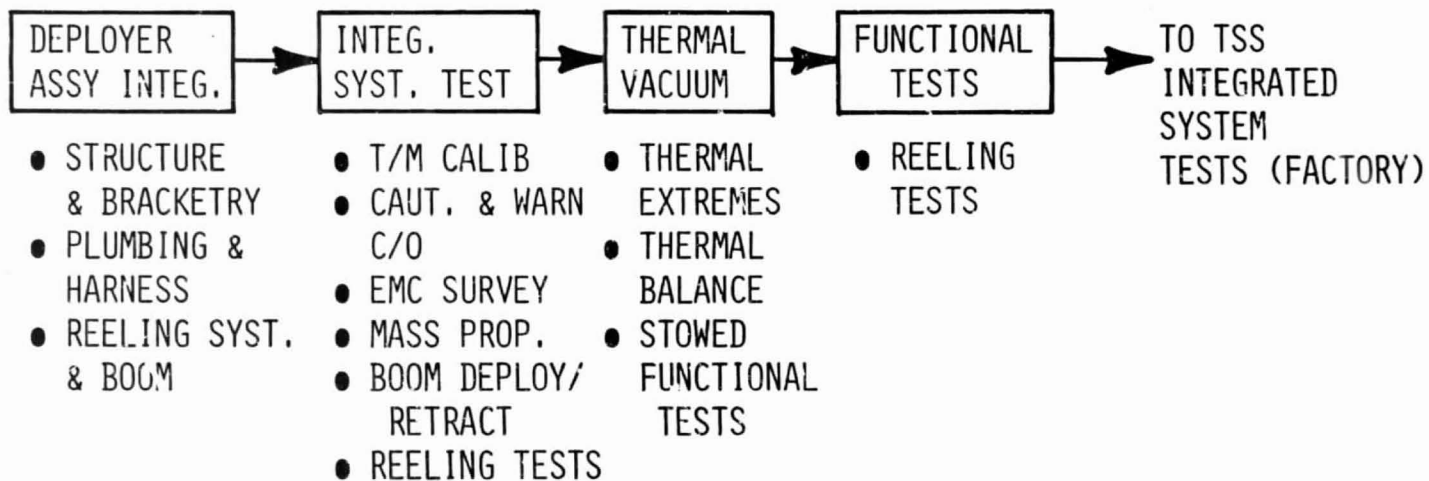 DEPLOYER
ASSY INTEG.
● STRUCTURE
& BRACKETRY
● PLUMBING &
HARNESS
● REELING SYST.
& BOOM
INTEG.
SYST. TEST
● T/M CALIB
● CAUT. & WARN
C/O
● EMC SURVEY
● MASS PROP.
● BOOM DEPLOY/
RETRACT
● REELING TESTS
THERMAL
VACUUM
● THERMAL
EXTREMES
● THERMAL
BALANCE
● STOWED
FUNCTIONAL
TESTS
FUNCTIONAL
TESTS
● REELING
TESTS
TO TSS
INTEGRATED
SYSTEM
TESTS (FACTORY)